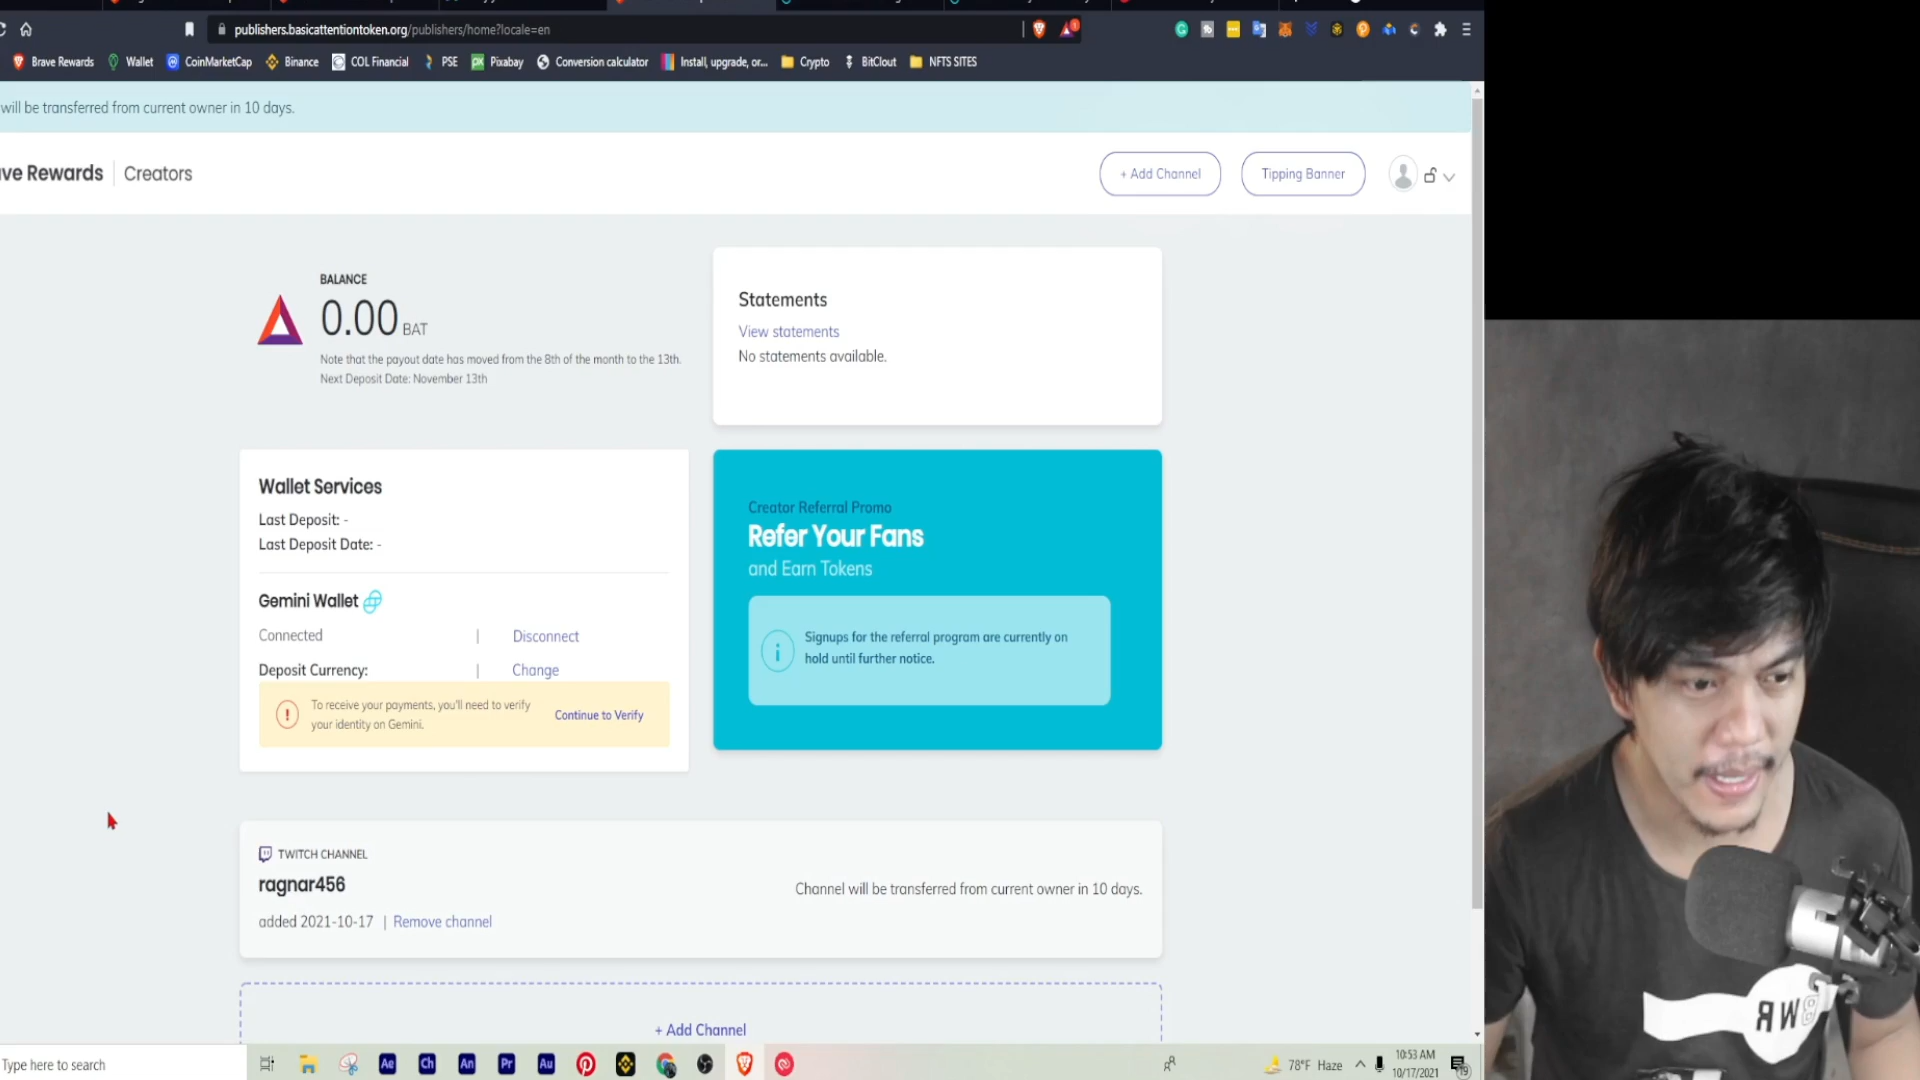 publishers.basicattentiontoken.org/publishers/home?locale=en
Brave Rewards Wallet CoinMarketCap Binance COL Financial PSE Pixabay Conversion calculator Install, upgrade, or... Crypto BitClout NFTS SITES
will be transferred from current owner in 10 days.
ve Rewards | Creators
+ Add Channel
Tipping Banner
BALANCE
0.00 BAT
Note that the payout date has moved from the 8th of the month to the 13th.
Next Deposit Date: November 13th
Statements
View statements
No statements available.
Wallet Services
Last Deposit: -
Last Deposit Date: -
Gemini Wallet
Connected | Disconnect
Deposit Currency: | Change
To receive your payments, you'll need to verify
your identity on Gemini.
Continue to Verify
Creator Referral Promo
Refer Your Fans
and Earn Tokens
Signups for the referral program are currently on
hold until further notice.
TWITCH CHANNEL
ragnar456
added 2021-10-17 | Remove channel
Channel will be transferred from current owner in 10 days.
+ Add Channel
Type here to search
Ae Ch An Pr Au
78°F Haze
10:53 AM
10/17/2021
19